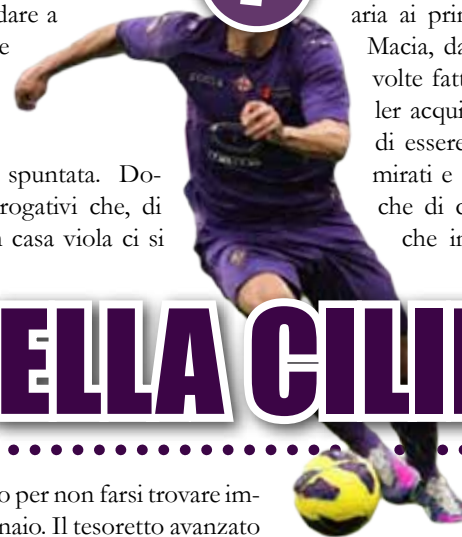 dare a
e
spuntata. Do-
rogativi che, di
casa viola ci si
aria ai prin
Macia, da
volte fatt
ler acqui
di essere
mirati e
che di c
che in
ELLA CILI
o per non farsi trovare im-
naio. Il tesoretto avanzato